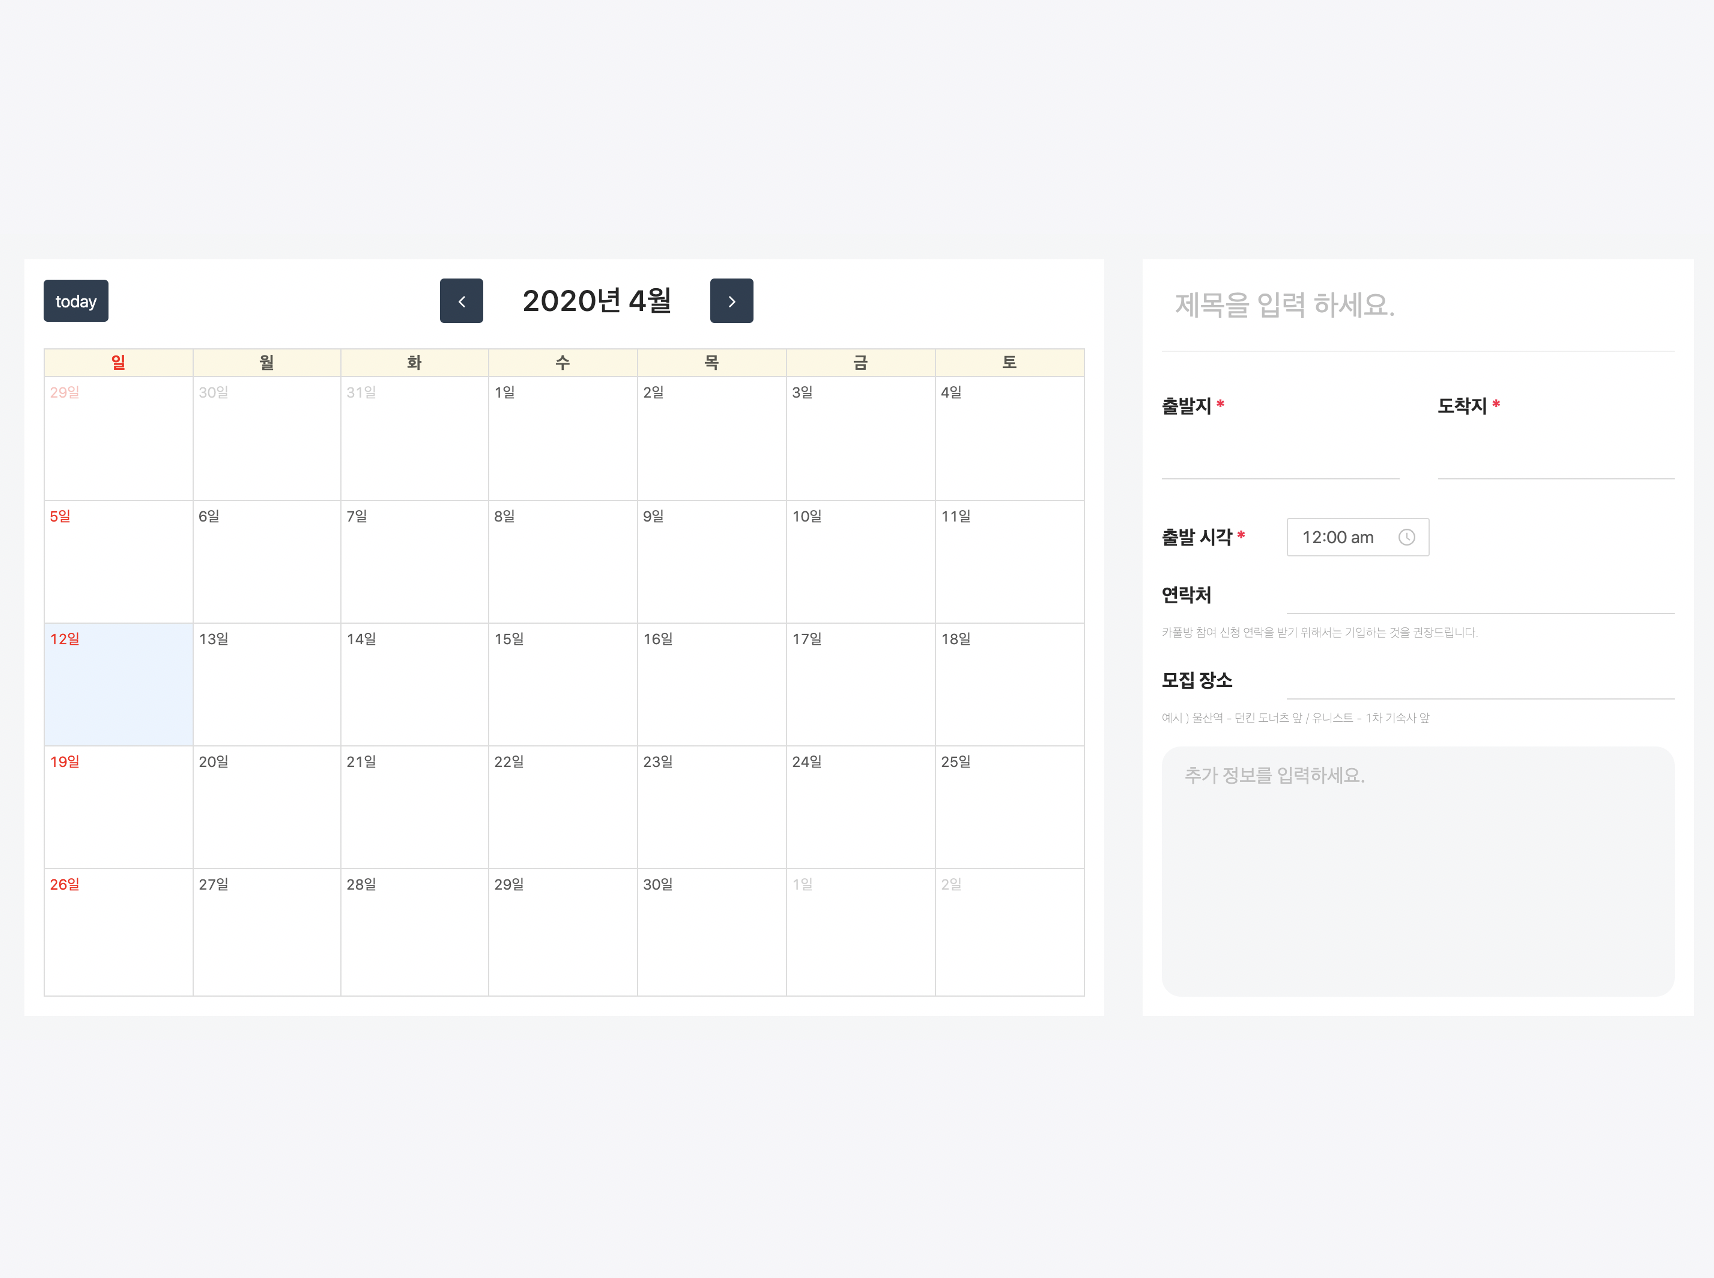 today
2020년 4월
일 월 화 수 목 금 토
29일 30일 31일 1일 2일 3일 4일
5일 6일 7일 8일 9일 10일 11일
12일 13일 14일 15일 16일 17일 18일
19일 20일 21일 22일 23일 24일 25일
26일 27일 28일 29일 30일 1일 2일
제목을 입력 하세요.
출발지 * 도착지 *
출발 시각 * 12:00 am
연락처
카풀방 참여 신청 연락을 받기 위해서는 기입하는 것을 권장드립니다.
모집 장소
예시 ) 울산역 - 던킨 도너츠 앞 / 유니스트 - 1차 기숙사 앞
추가 정보를 입력하세요.